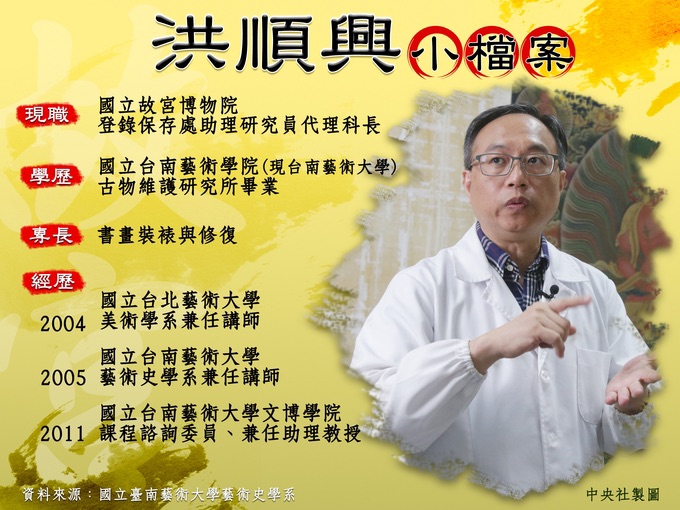 洪順興小檔案
現職
國立故宮博物院
登錄保存處助理研究員代理科長
學歷
國立台南藝術學院(現台南藝術大學)
古物維護研究所畢業
專長 書畫裝裱與修復
經歷
國立台北藝術大學
2004 美術學系兼任講師
國立台南藝術大學
2005 藝術史學系兼任講師
國立台南藝術大學文博學院
2011 課程諮詢委員、兼任助理教授
資料來源：國立臺南藝術大學藝術史學系
中央社製圖